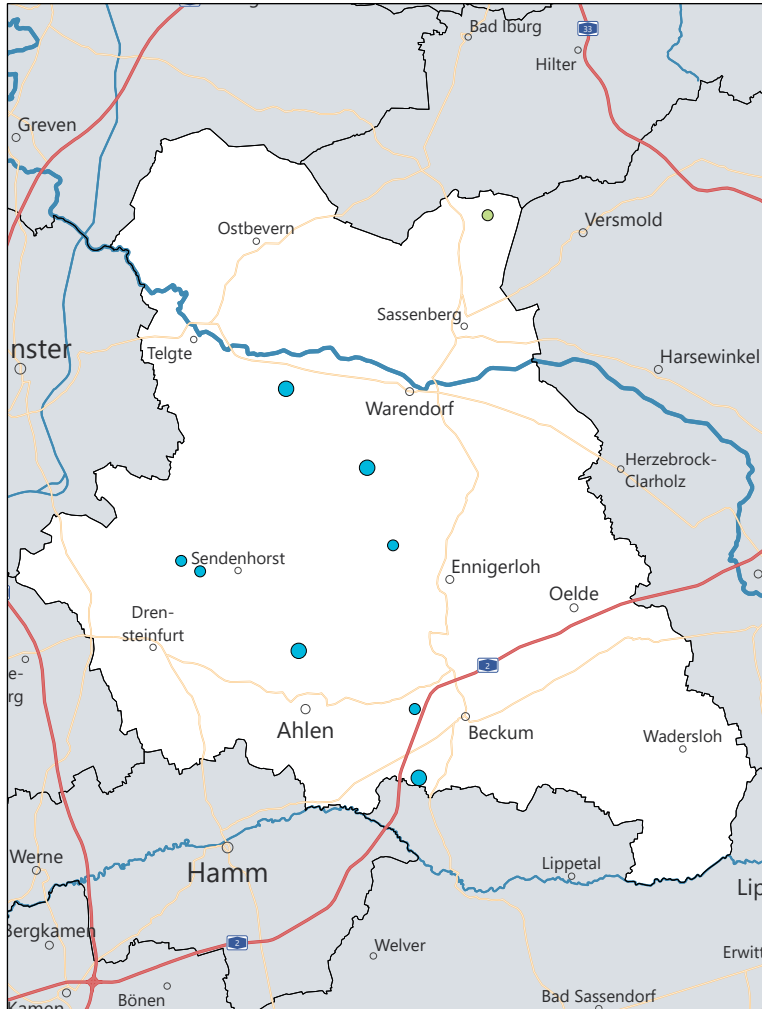 Bad Iburg
33
Hilter
Greven
Versmold
Ostbevern
Sassenberg
nster
Telgte
Harsewinkel
Warendorf
Herzebrock-
Clarholz
Sendenhorst
Ennigerloh
Oelde
Dren-
steinfurt
2
e-
rg
Ahlen
Beckum
Wadersloh
Werne
Hamm
Lippetal
Lip
Bergkamen
2
Welver
Erwitt
Kamen
Bönen
Bad Sassendorf